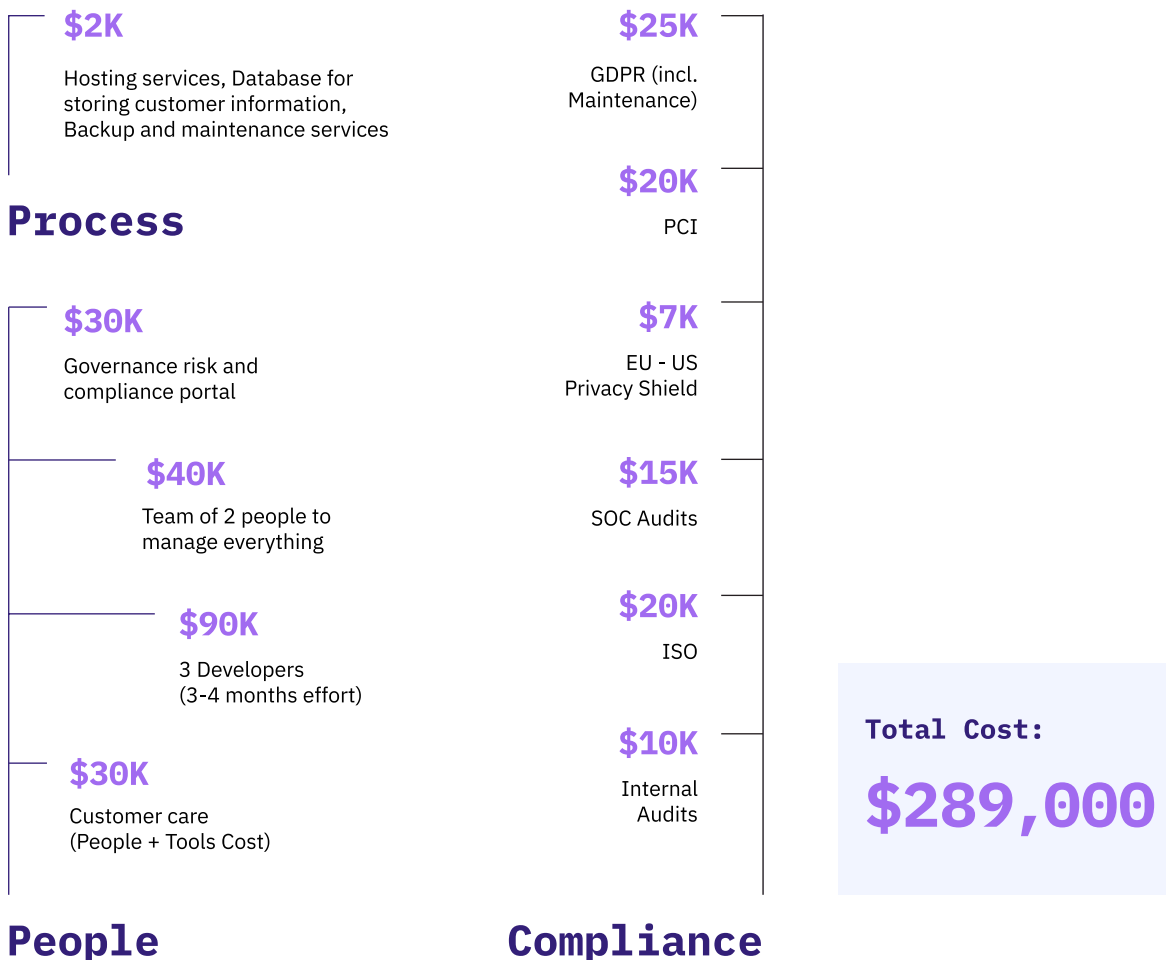 $2K
Hosting services, Database for
storing customer information,
Backup and maintenance services
Process
$30K
Governance risk and
compliance portal
$40K
Team of 2 people to
manage everything
$90K
3 Developers
(3-4 months effort)
$30K
Customer care
(People + Tools Cost)
People
$25K
GDPR (incl.
Maintenance)
$20K
PCI
$7K
EU - US
Privacy Shield
$15K
SOC Audits
$20K
ISO
$10K
Internal
Audits
Compliance
Total Cost:
$289,000